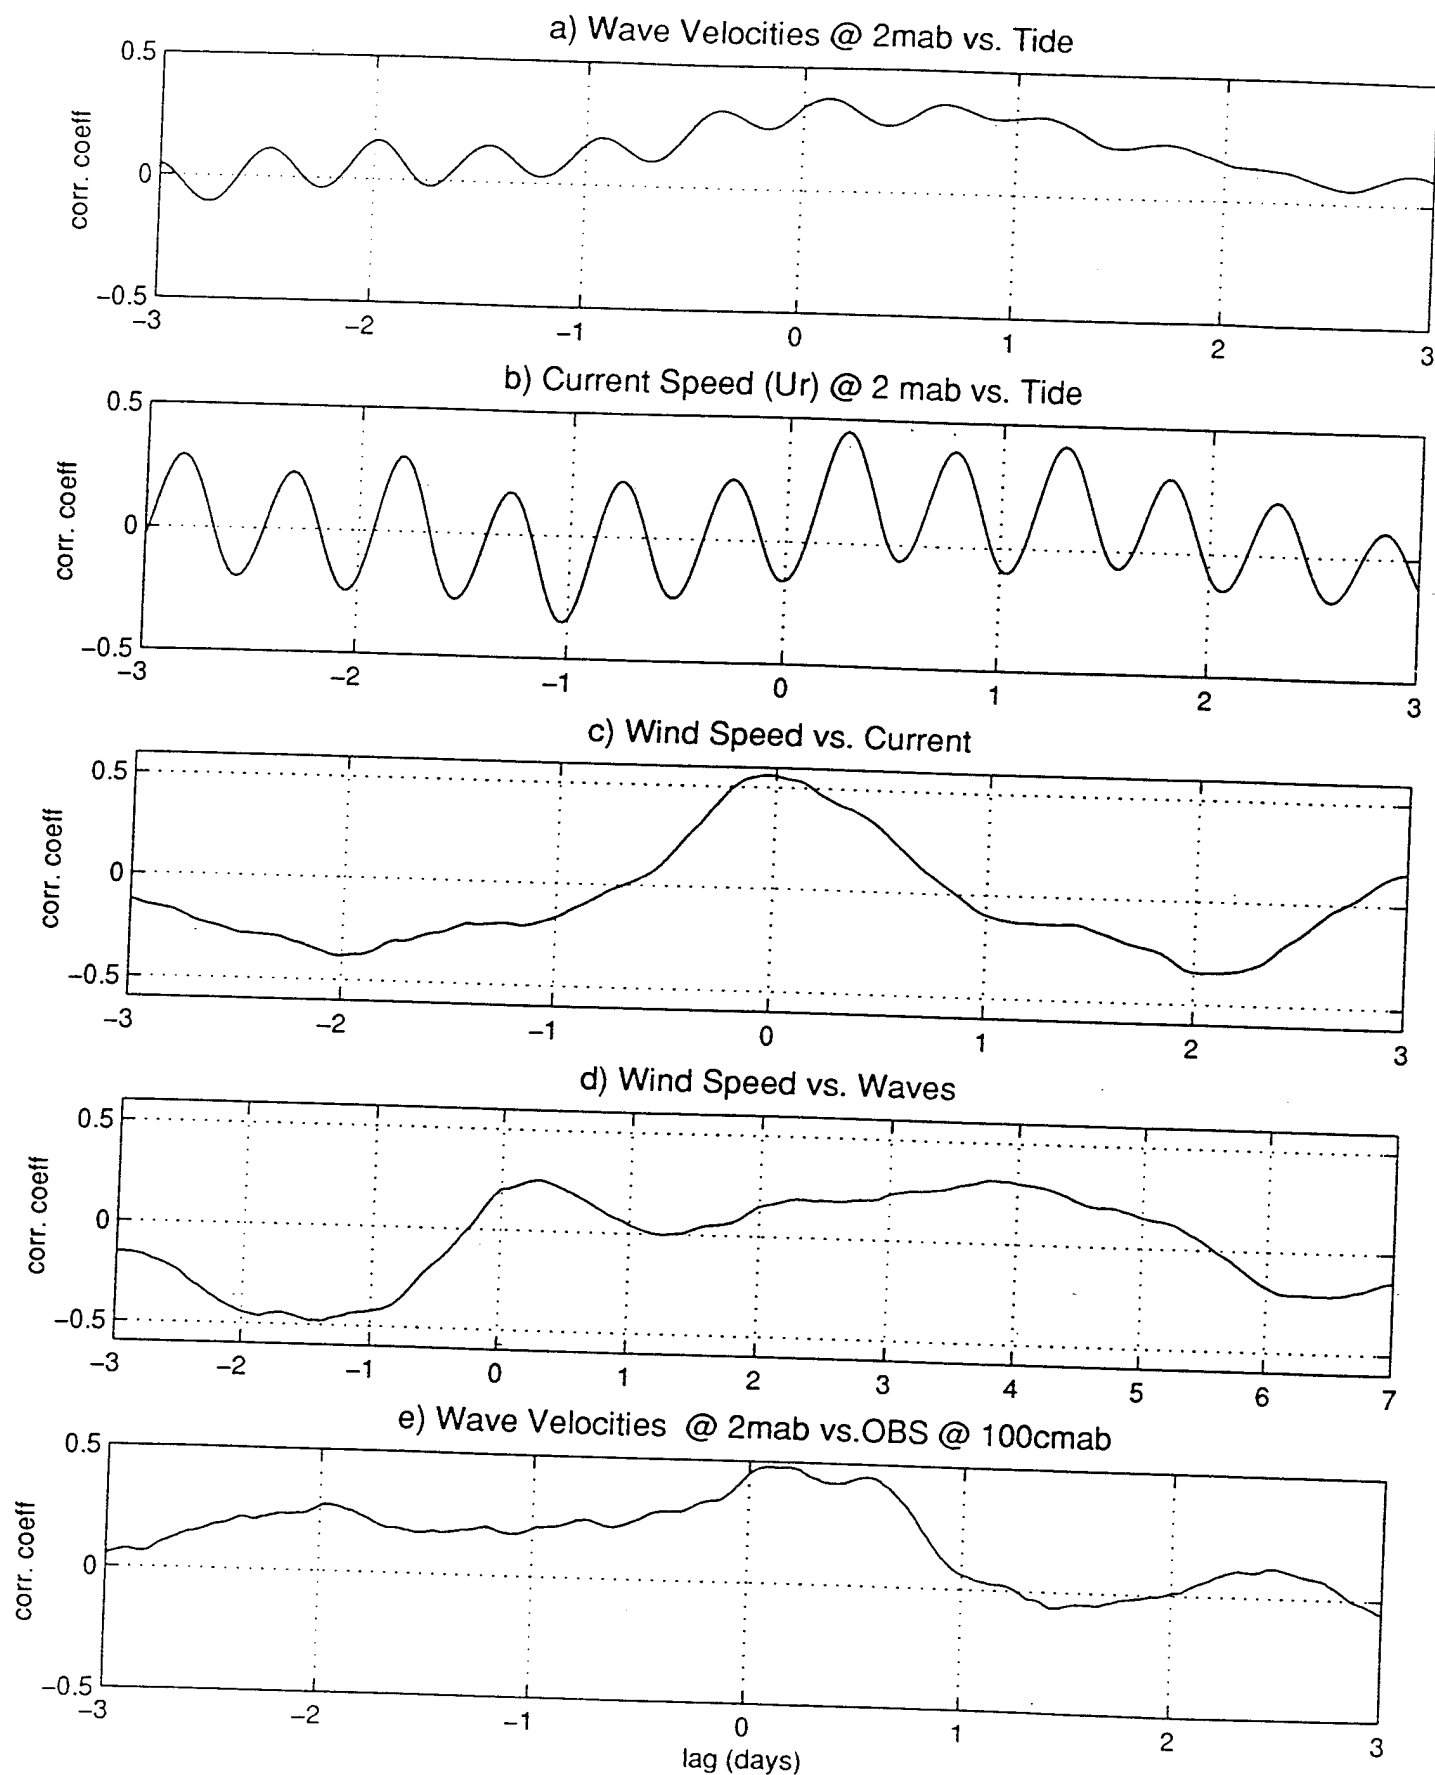 a) Wave Velocities @ 2mab vs. Tide
0.5
corr. coeff
0
−0.5
−3 −2 −1 0 1 2 3
b) Current Speed (Ur) @ 2 mab vs. Tide
0.5
corr. coeff
0
−0.5
−3 −2 −1 0 1 2 3
c) Wind Speed vs. Current
0.5
corr. coeff
0
−0.5
−3 −2 −1 0 1 2 3
d) Wind Speed vs. Waves
0.5
corr. coeff
0
−0.5
−3 −2 −1 0 1 2 3 4 5 6 7
e) Wave Velocities @ 2mab vs.OBS @ 100cmab
0.5
corr. coeff
0
−0.5
−3 −2 −1 0 1 2 3
lag (days)